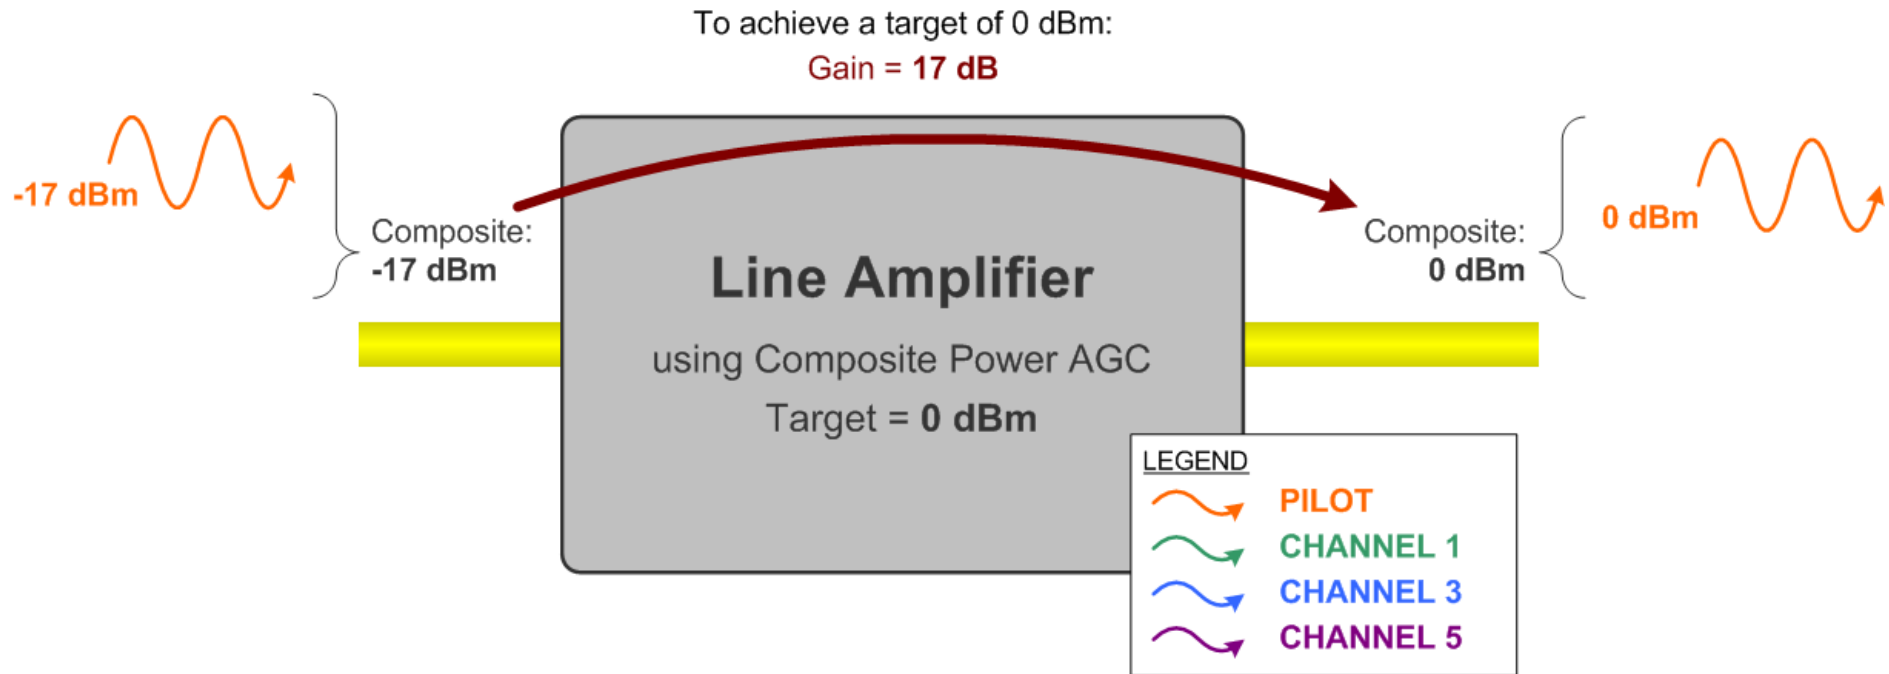 To achieve a target of 0 dBm:
Gain = 17 dB
-17 dBm
Composite:
-17 dBm
Line Amplifier
using Composite Power AGC
Target = 0 dBm
Composite:
0 dBm
0 dBm
LEGEND
PILOT
CHANNEL 1
CHANNEL 3
CHANNEL 5